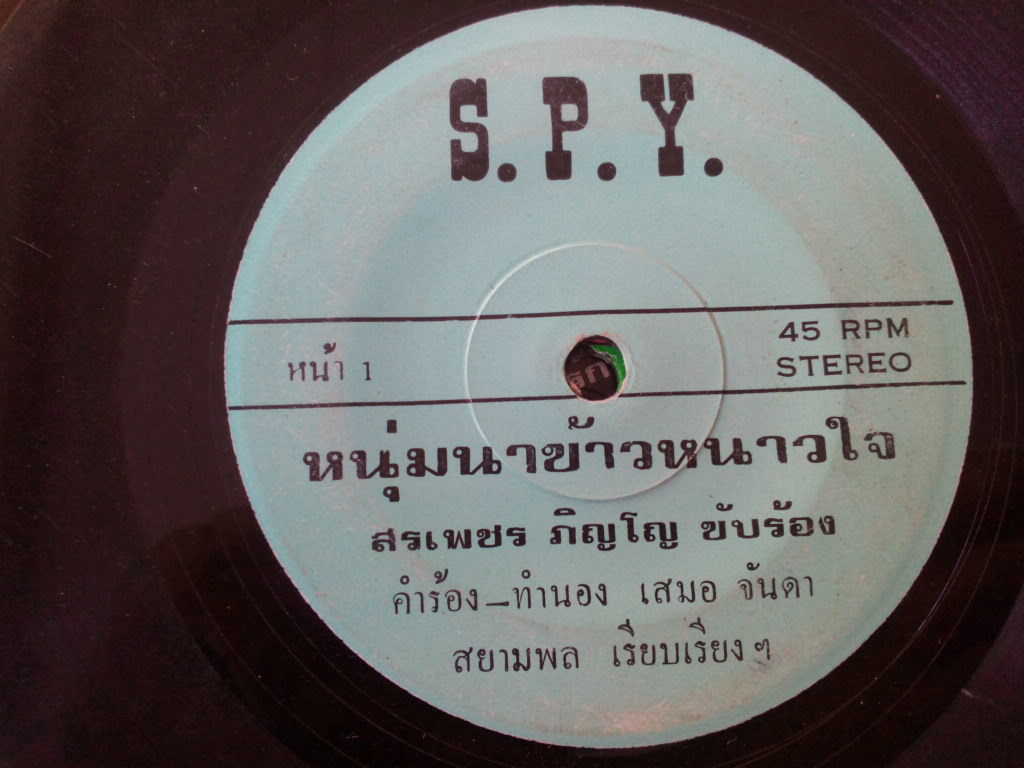 S.P.Y.
หน้า 1
45 RPM
STEREO
หนุ่มนาข้าวหนาวใจ
สรเพชร ภิญโญ ขับร้อง
คำร้อง-ทำนอง เสมอ จันดา
สยามพล เรียบเรียงฯ